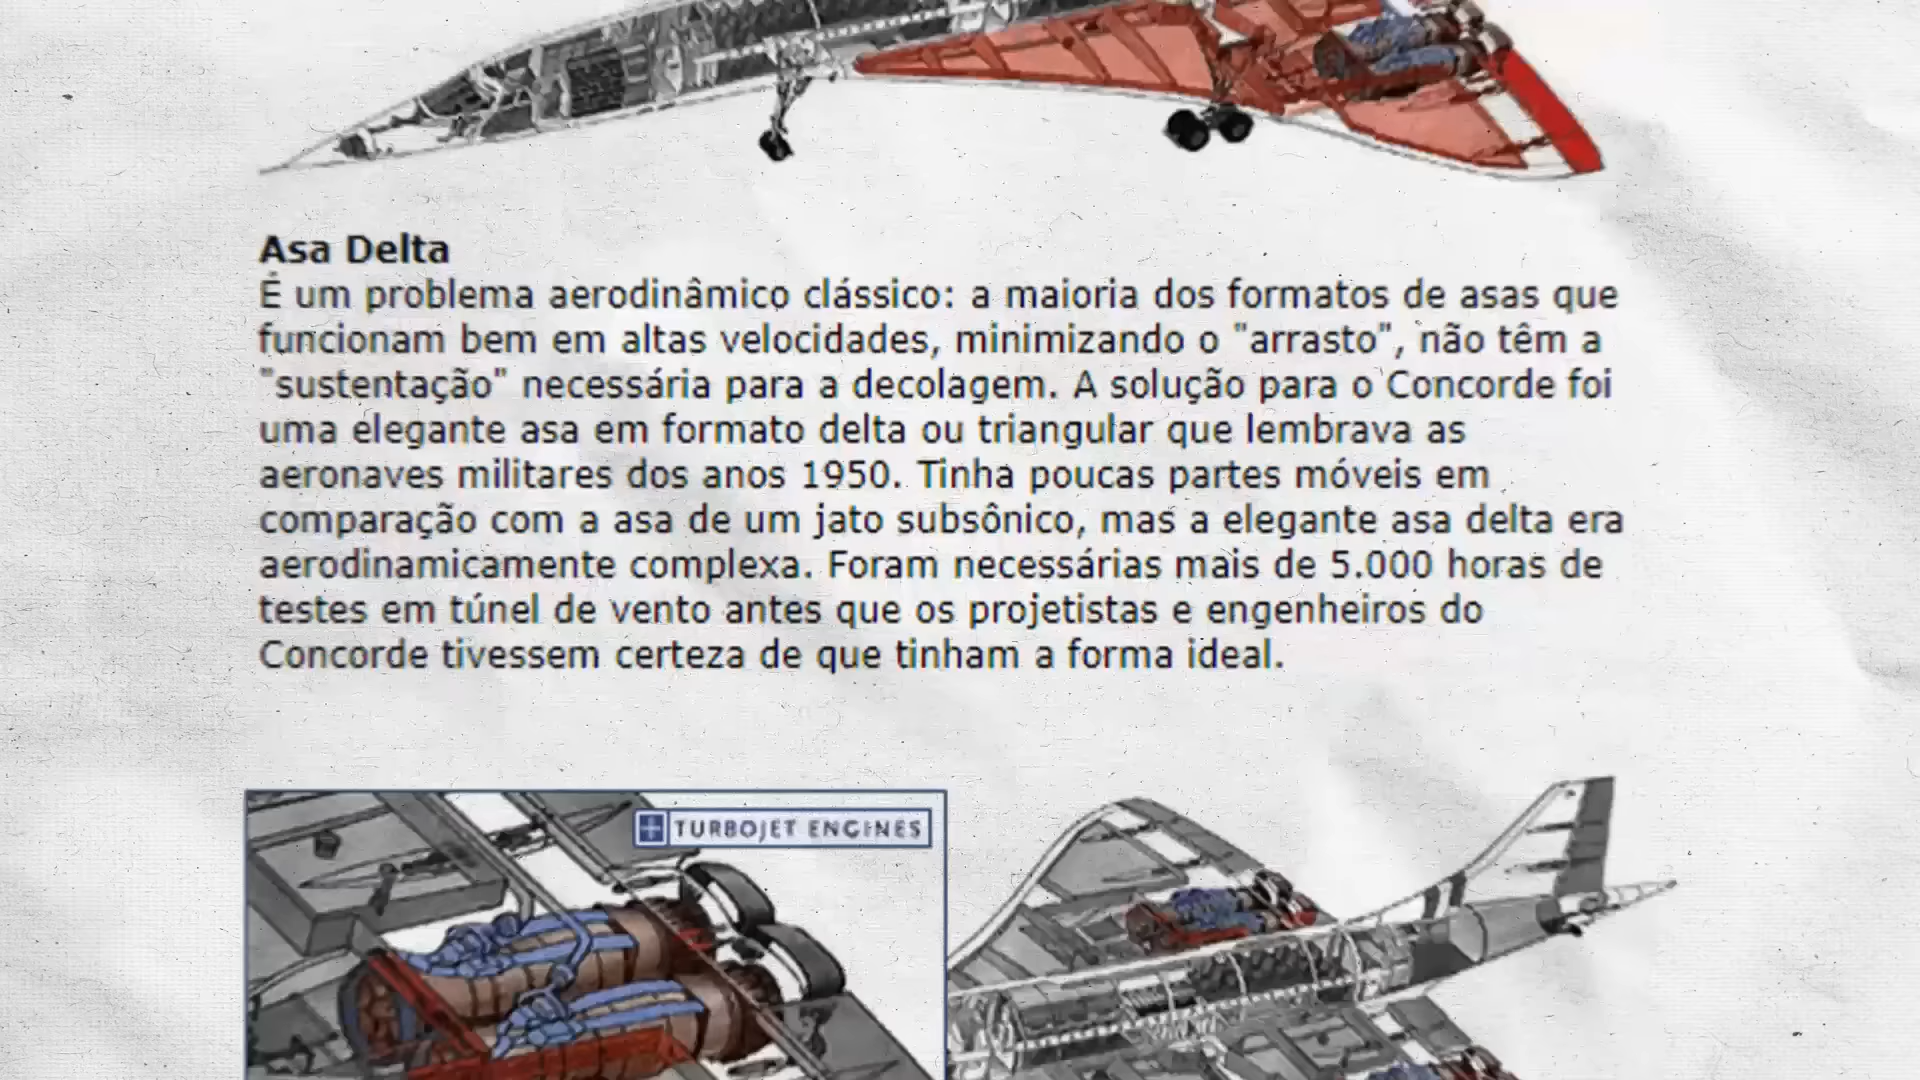 Asa Delta
É um problema aerodinâmico clássico: a maioria dos formatos de asas que
funcionam bem em altas velocidades, minimizando o "arrasto", não têm a
"sustentação" necessária para a decolagem. A solução para o Concorde foi
uma elegante asa em formato delta ou triangular que lembrava as
aeronaves militares dos anos 1950. Tinha poucas partes móveis em
comparação com a asa de um jato subsônico, mas a elegante asa delta era
aerodinamicamente complexa. Foram necessárias mais de 5.000 horas de
testes em túnel de vento antes que os projetistas e engenheiros do
Concorde tivessem certeza de que tinham a forma ideal.
TURBOJET ENGINES